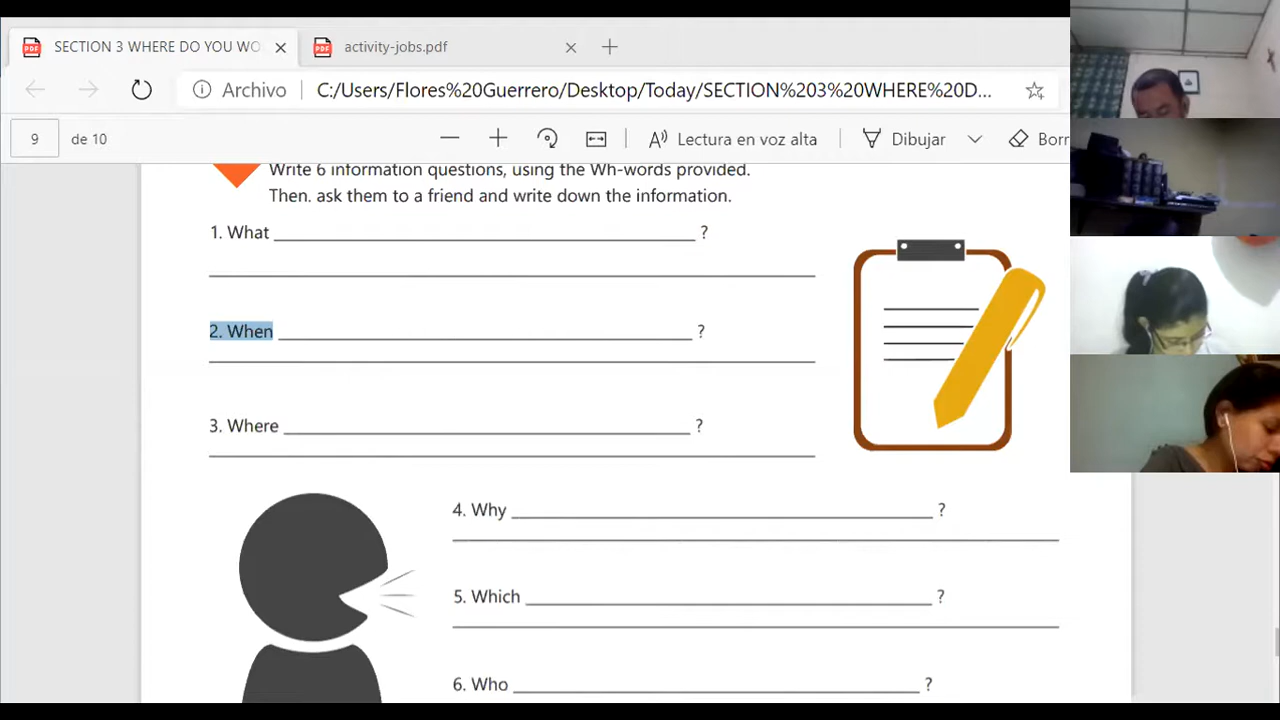 SECTION 3 WHERE DO YOU WO
activity-jobs.pdf
Archivo
C:/Users/Flores%20Guerrero/Desktop/Today/SECTION%203%20WHERE%20D...
9
de 10
Lectura en voz alta
Dibujar
Borr
Write 6 information questions, using the Wh-words provided.
Then. ask them to a friend and write down the information.
1. What ?
2. When ?
3. Where ?
4. Why ?
5. Which ?
6. Who ?